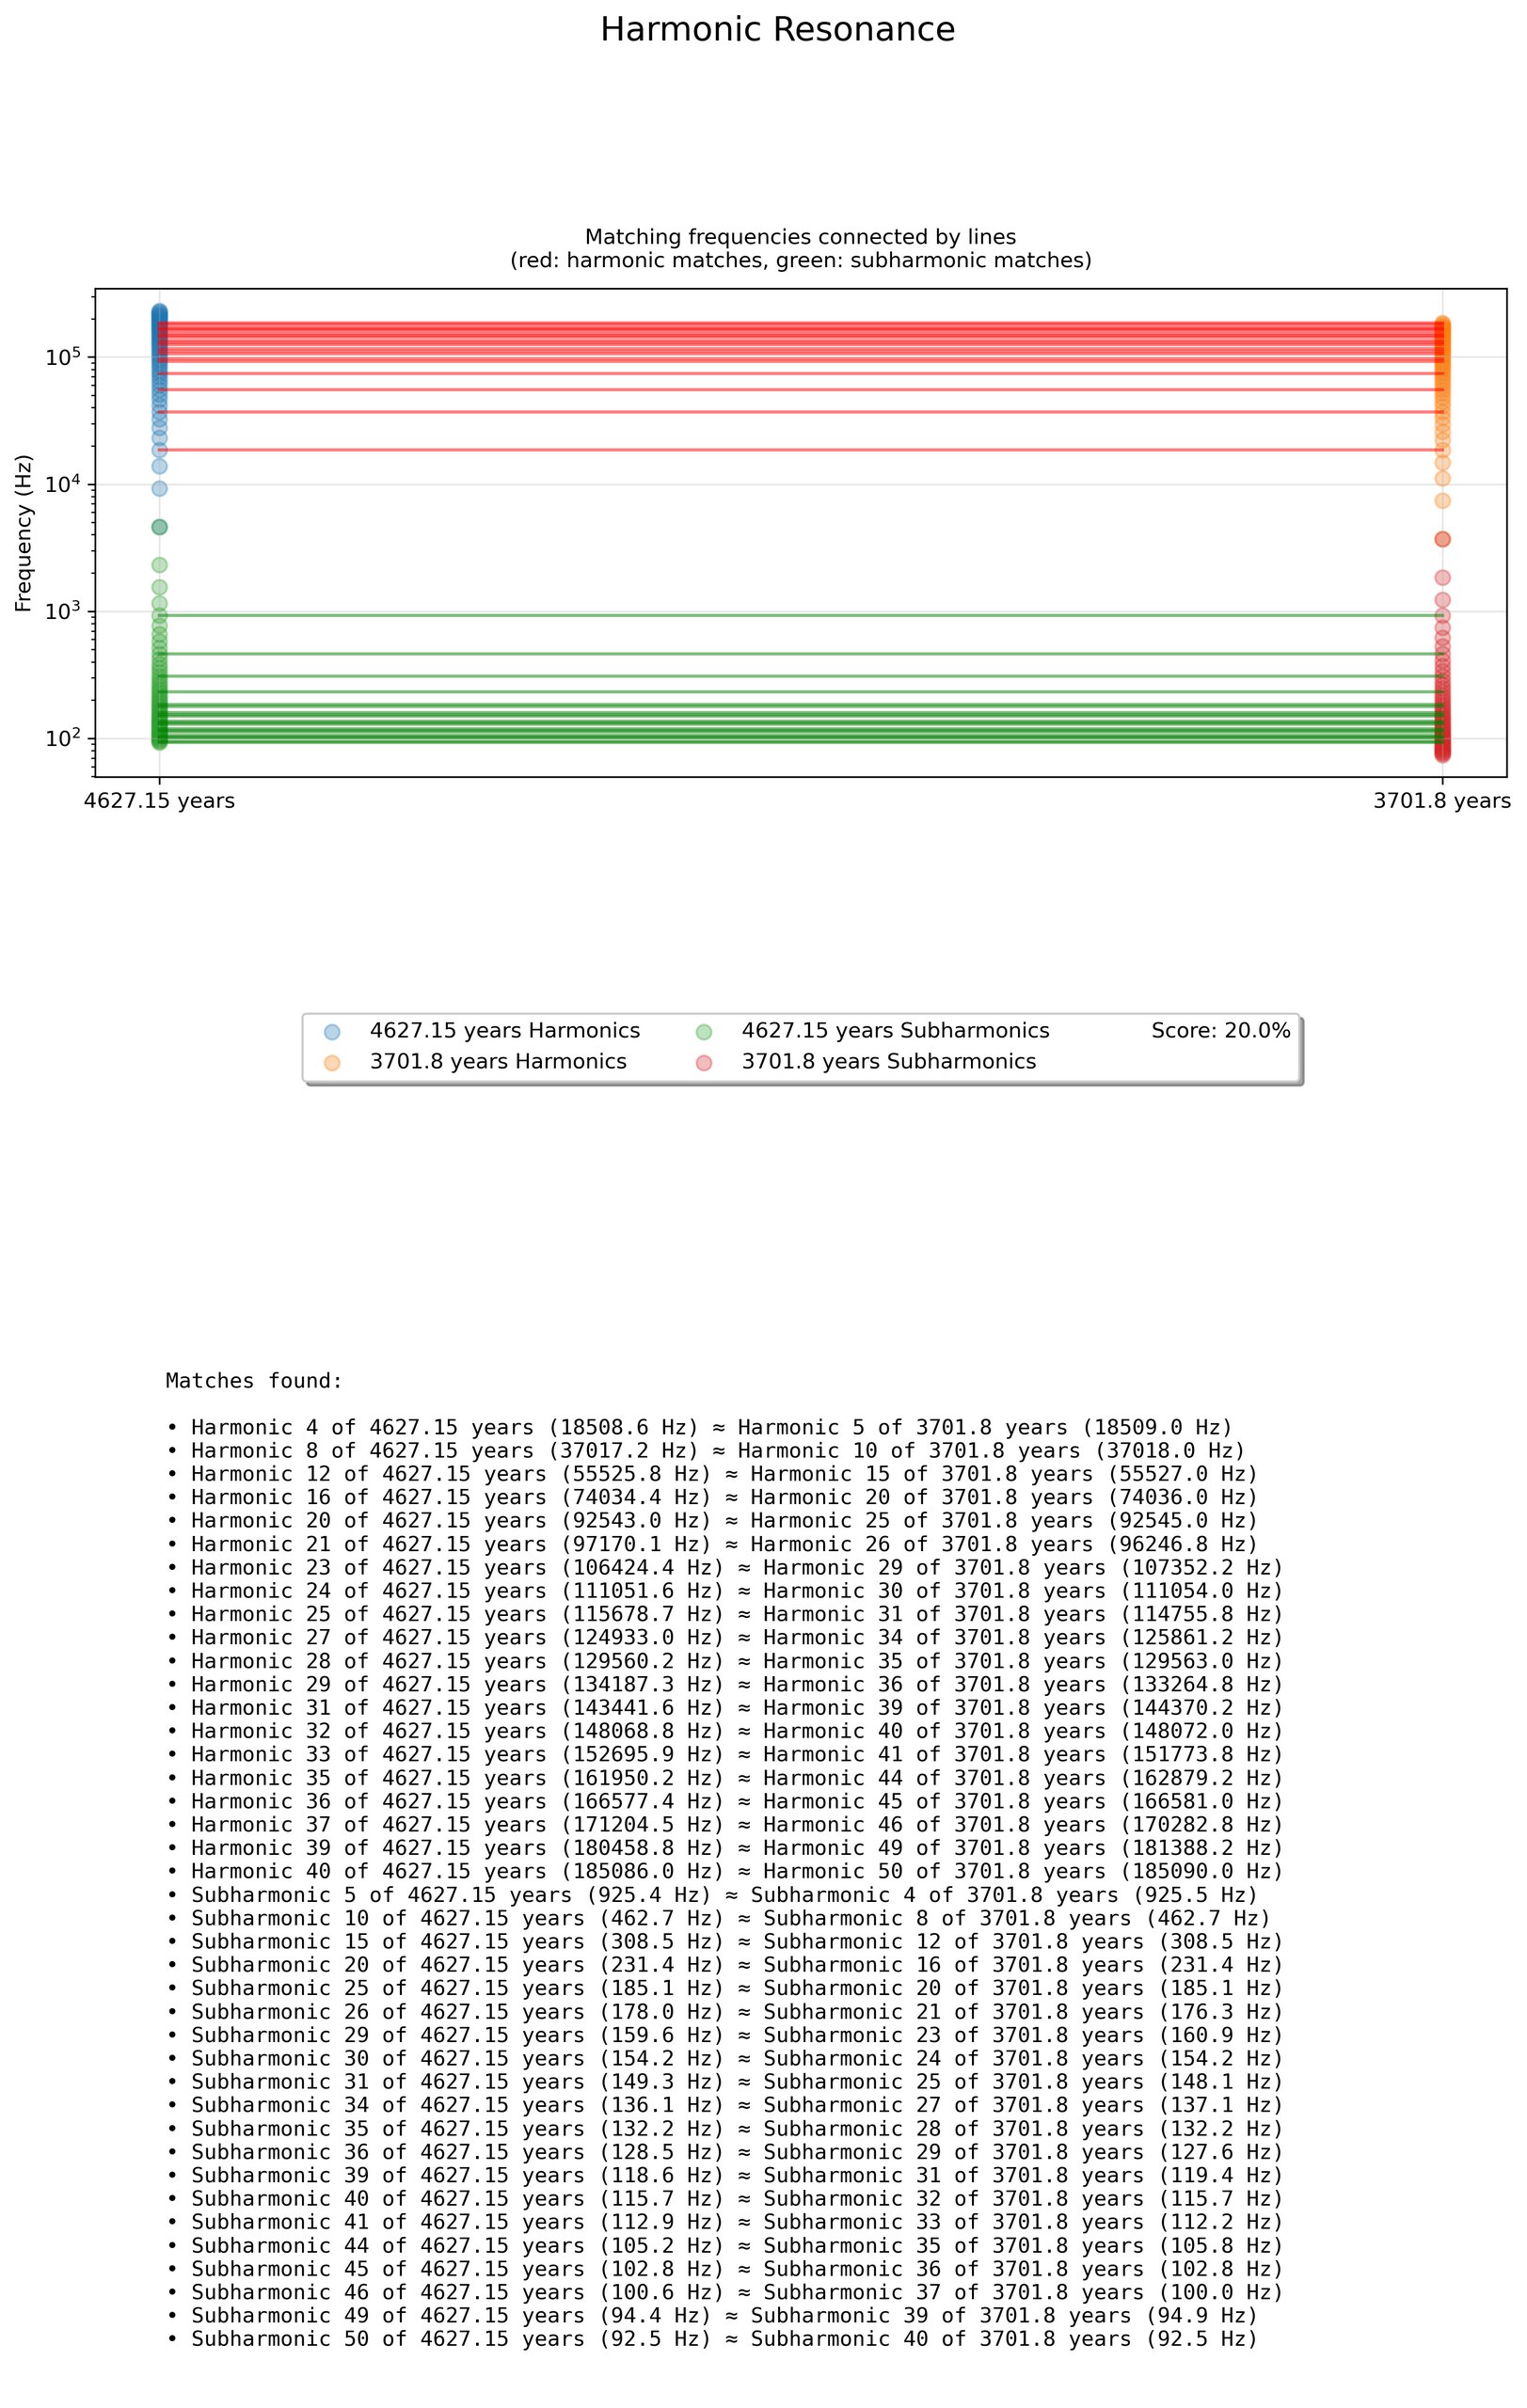 Harmonic Resonance
Matching frequencies connected by lines
(red: harmonic matches, green: subharmonic matches)
Frequency (Hz)
10⁵
10⁴
10³
10²
4627.15 years
3701.8 years
4627.15 years Harmonics
3701.8 years Harmonics
4627.15 years Subharmonics
3701.8 years Subharmonics
Score: 20.0%
Matches found:
• Harmonic 4 of 4627.15 years (18508.6 Hz) ≈ Harmonic 5 of 3701.8 years (18509.0 Hz)
• Harmonic 8 of 4627.15 years (37017.2 Hz) ≈ Harmonic 10 of 3701.8 years (37018.0 Hz)
• Harmonic 12 of 4627.15 years (55525.8 Hz) ≈ Harmonic 15 of 3701.8 years (55527.0 Hz)
• Harmonic 16 of 4627.15 years (74034.4 Hz) ≈ Harmonic 20 of 3701.8 years (74036.0 Hz)
• Harmonic 20 of 4627.15 years (92543.0 Hz) ≈ Harmonic 25 of 3701.8 years (92545.0 Hz)
• Harmonic 21 of 4627.15 years (97170.1 Hz) ≈ Harmonic 26 of 3701.8 years (96246.8 Hz)
• Harmonic 23 of 4627.15 years (106424.4 Hz) ≈ Harmonic 29 of 3701.8 years (107352.2 Hz)
• Harmonic 24 of 4627.15 years (111051.6 Hz) ≈ Harmonic 30 of 3701.8 years (111054.0 Hz)
• Harmonic 25 of 4627.15 years (115678.7 Hz) ≈ Harmonic 31 of 3701.8 years (114755.8 Hz)
• Harmonic 27 of 4627.15 years (124933.0 Hz) ≈ Harmonic 34 of 3701.8 years (125861.2 Hz)
• Harmonic 28 of 4627.15 years (129560.2 Hz) ≈ Harmonic 35 of 3701.8 years (129563.0 Hz)
• Harmonic 29 of 4627.15 years (134187.3 Hz) ≈ Harmonic 36 of 3701.8 years (133264.8 Hz)
• Harmonic 31 of 4627.15 years (143441.6 Hz) ≈ Harmonic 39 of 3701.8 years (144370.2 Hz)
• Harmonic 32 of 4627.15 years (148068.8 Hz) ≈ Harmonic 40 of 3701.8 years (148072.0 Hz)
• Harmonic 33 of 4627.15 years (152695.9 Hz) ≈ Harmonic 41 of 3701.8 years (151773.8 Hz)
• Harmonic 35 of 4627.15 years (161950.2 Hz) ≈ Harmonic 44 of 3701.8 years (162879.2 Hz)
• Harmonic 36 of 4627.15 years (166577.4 Hz) ≈ Harmonic 45 of 3701.8 years (166581.0 Hz)
• Harmonic 37 of 4627.15 years (171204.5 Hz) ≈ Harmonic 46 of 3701.8 years (170282.8 Hz)
• Harmonic 39 of 4627.15 years (180458.8 Hz) ≈ Harmonic 49 of 3701.8 years (181388.2 Hz)
• Harmonic 40 of 4627.15 years (185086.0 Hz) ≈ Harmonic 50 of 3701.8 years (185090.0 Hz)
• Subharmonic 5 of 4627.15 years (925.4 Hz) ≈ Subharmonic 4 of 3701.8 years (925.5 Hz)
• Subharmonic 10 of 4627.15 years (462.7 Hz) ≈ Subharmonic 8 of 3701.8 years (462.7 Hz)
• Subharmonic 15 of 4627.15 years (308.5 Hz) ≈ Subharmonic 12 of 3701.8 years (308.5 Hz)
• Subharmonic 20 of 4627.15 years (231.4 Hz) ≈ Subharmonic 16 of 3701.8 years (231.4 Hz)
• Subharmonic 25 of 4627.15 years (185.1 Hz) ≈ Subharmonic 20 of 3701.8 years (185.1 Hz)
• Subharmonic 26 of 4627.15 years (178.0 Hz) ≈ Subharmonic 21 of 3701.8 years (176.3 Hz)
• Subharmonic 29 of 4627.15 years (159.6 Hz) ≈ Subharmonic 23 of 3701.8 years (160.9 Hz)
• Subharmonic 30 of 4627.15 years (154.2 Hz) ≈ Subharmonic 24 of 3701.8 years (154.2 Hz)
• Subharmonic 31 of 4627.15 years (149.3 Hz) ≈ Subharmonic 25 of 3701.8 years (148.1 Hz)
• Subharmonic 34 of 4627.15 years (136.1 Hz) ≈ Subharmonic 27 of 3701.8 years (137.1 Hz)
• Subharmonic 35 of 4627.15 years (132.2 Hz) ≈ Subharmonic 28 of 3701.8 years (132.2 Hz)
• Subharmonic 36 of 4627.15 years (128.5 Hz) ≈ Subharmonic 29 of 3701.8 years (127.6 Hz)
• Subharmonic 39 of 4627.15 years (118.6 Hz) ≈ Subharmonic 31 of 3701.8 years (119.4 Hz)
• Subharmonic 40 of 4627.15 years (115.7 Hz) ≈ Subharmonic 32 of 3701.8 years (115.7 Hz)
• Subharmonic 41 of 4627.15 years (112.9 Hz) ≈ Subharmonic 33 of 3701.8 years (112.2 Hz)
• Subharmonic 44 of 4627.15 years (105.2 Hz) ≈ Subharmonic 35 of 3701.8 years (105.8 Hz)
• Subharmonic 45 of 4627.15 years (102.8 Hz) ≈ Subharmonic 36 of 3701.8 years (102.8 Hz)
• Subharmonic 46 of 4627.15 years (100.6 Hz) ≈ Subharmonic 37 of 3701.8 years (100.0 Hz)
• Subharmonic 49 of 4627.15 years (94.4 Hz) ≈ Subharmonic 39 of 3701.8 years (94.9 Hz)
• Subharmonic 50 of 4627.15 years (92.5 Hz) ≈ Subharmonic 40 of 3701.8 years (92.5 Hz)